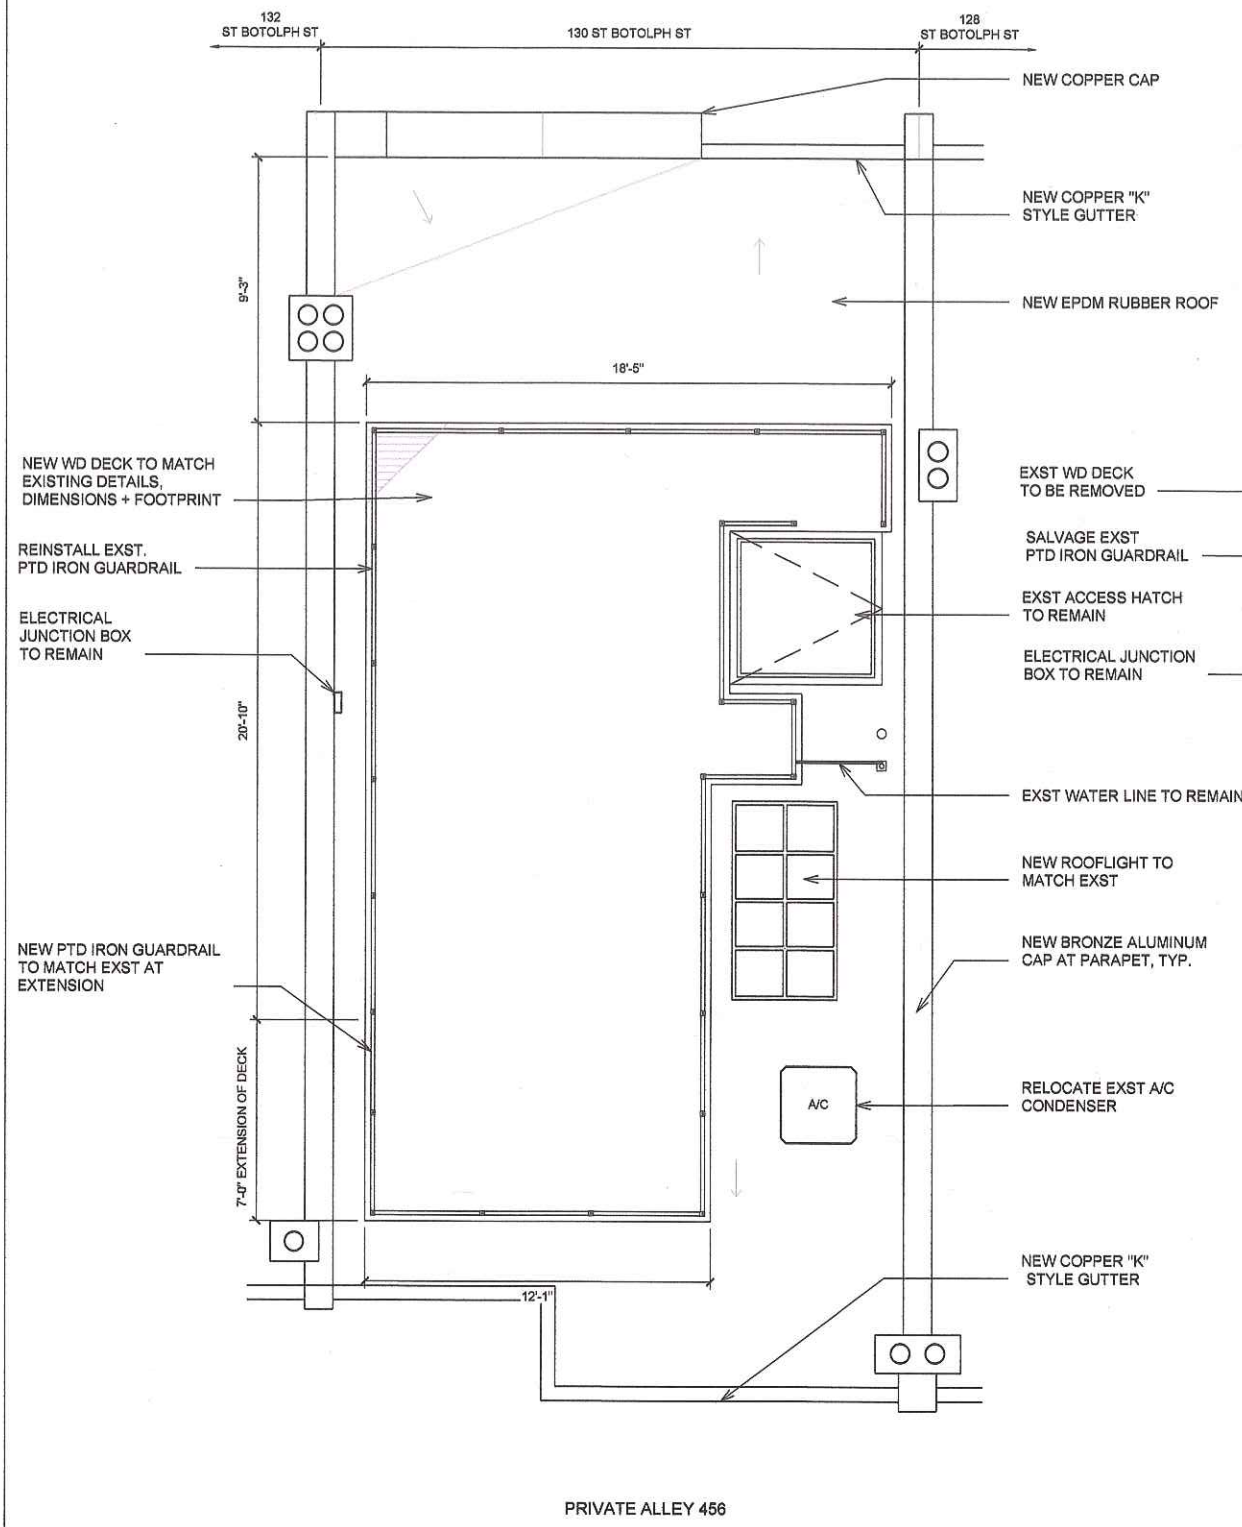 132
ST BOTOLPH ST
130 ST BOTOLPH ST
128
ST BOTOLPH ST
NEW COPPER CAP
NEW COPPER "K"
STYLE GUTTER
9'-3"
NEW EPDM RUBBER ROOF
18'-5"
NEW WD DECK TO MATCH
EXISTING DETAILS,
DIMENSIONS + FOOTPRINT
EXST WD DECK
TO BE REMOVED
REINSTALL EXST.
PTD IRON GUARDRAIL
SALVAGE EXST
PTD IRON GUARDRAIL
EXST ACCESS HATCH
TO REMAIN
ELECTRICAL
JUNCTION BOX
TO REMAIN
ELECTRICAL JUNCTION
BOX TO REMAIN
20'-10"
EXST WATER LINE TO REMAIN
NEW ROOFLIGHT TO
MATCH EXST
NEW PTD IRON GUARDRAIL
TO MATCH EXST AT
EXTENSION
NEW BRONZE ALUMINUM
CAP AT PARAPET, TYP.
7'-0" EXTENSION OF DECK
A/C
RELOCATE EXST A/C
CONDENSER
NEW COPPER "K"
STYLE GUTTER
12'-1"
PRIVATE ALLEY 456